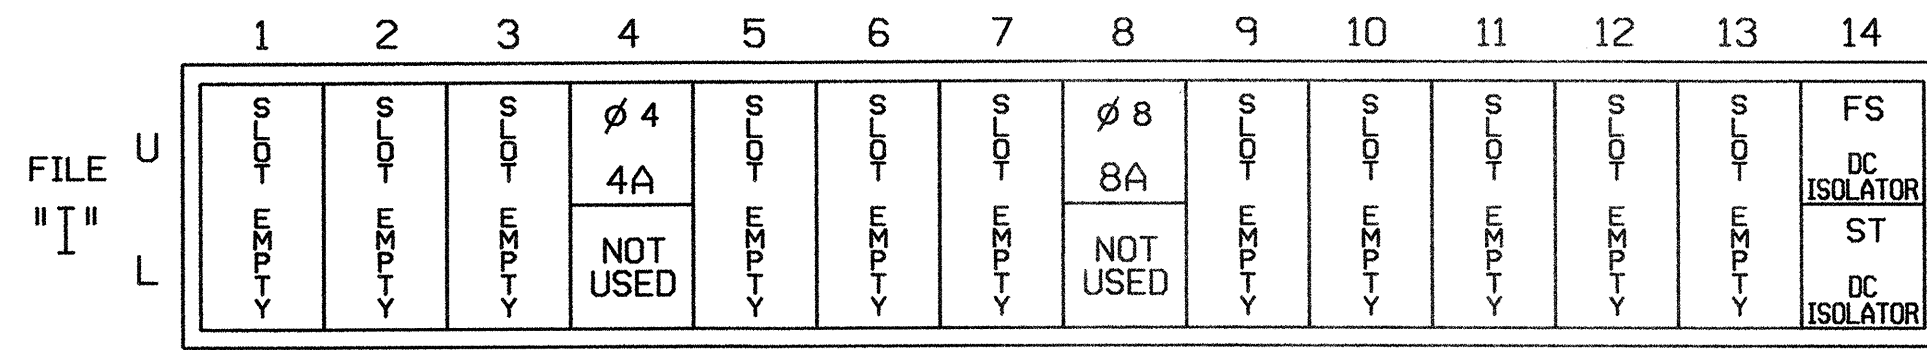 1 2 3 4 5 6 7 8 9 10 11 12 13 14
FILE
"I"
U
L
SLOT EMPTY
SLOT EMPTY
SLOT EMPTY
Ø 4
4A
NOT
USED
SLOT EMPTY
SLOT EMPTY
SLOT EMPTY
Ø 8
8A
NOT
USED
SLOT EMPTY
SLOT EMPTY
SLOT EMPTY
SLOT EMPTY
SLOT EMPTY
FS
DC
ISOLATOR
ST
DC
ISOLATOR